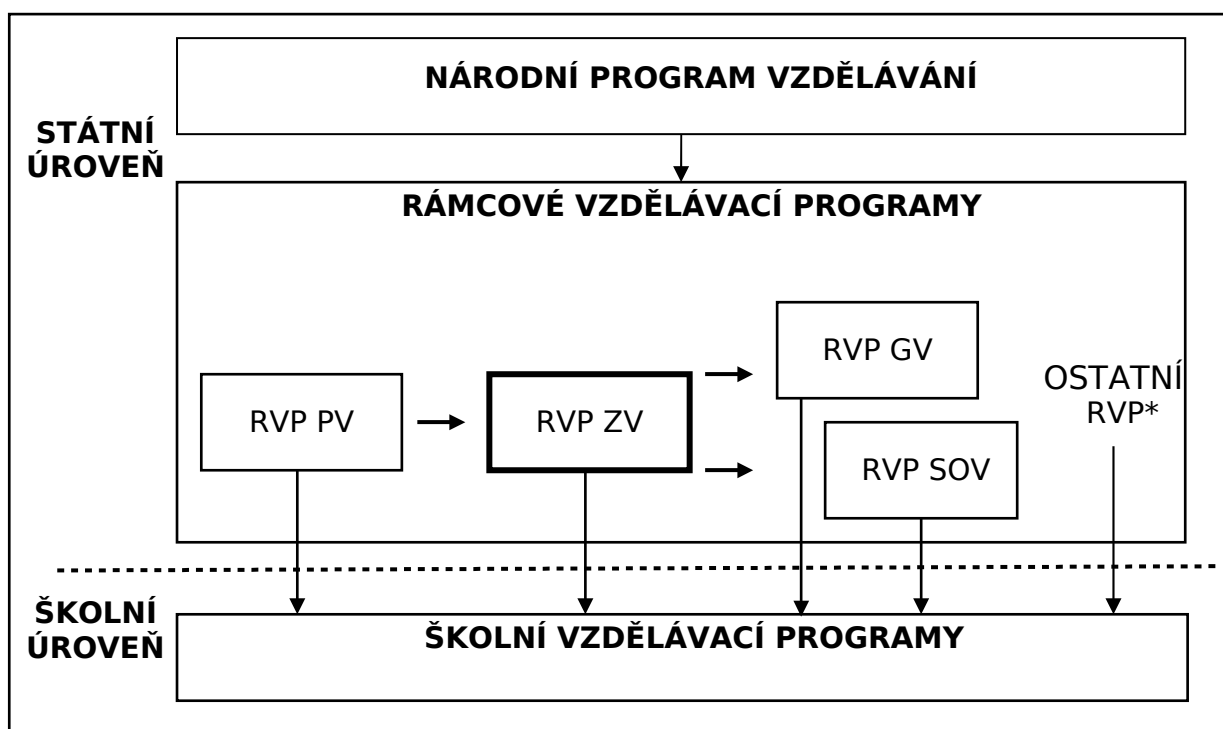 NÁRODNÍ PROGRAM VZDĚLÁVÁNÍ
STÁTNÍ
ÚROVEŇ
RÁMCOVÉ VZDĚLÁVACÍ PROGRAMY
RVP PV
RVP ZV
RVP GV
RVP SOV
OSTATNÍ
RVP*
ŠKOLNÍ
ÚROVEŇ
ŠKOLNÍ VZDĚLÁVACÍ PROGRAMY